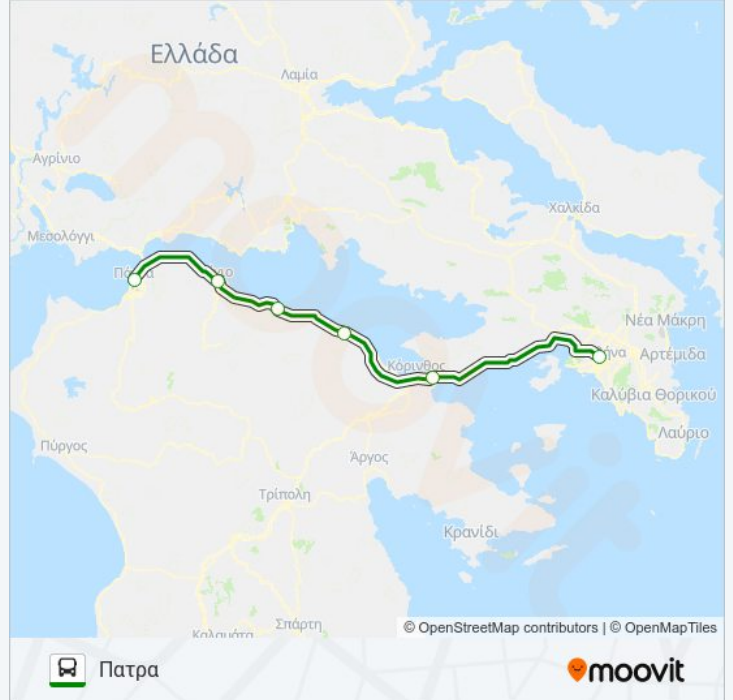 Ελλάδα
Λαμία
Αγρίνιο
Χαλκίδα
Μεσολόγγι
Νέα Μάκρη
Αρτέμιδα
Κόρινθος
Καλύβια Θορικού
Λαύριο
Πύργος
Άργος
Τρίπολη
Κρανίδι
Σπάρτη
Καλαμάτα
© OpenStreetMap contributors | © OpenMapTiles
Πατρα
moovit